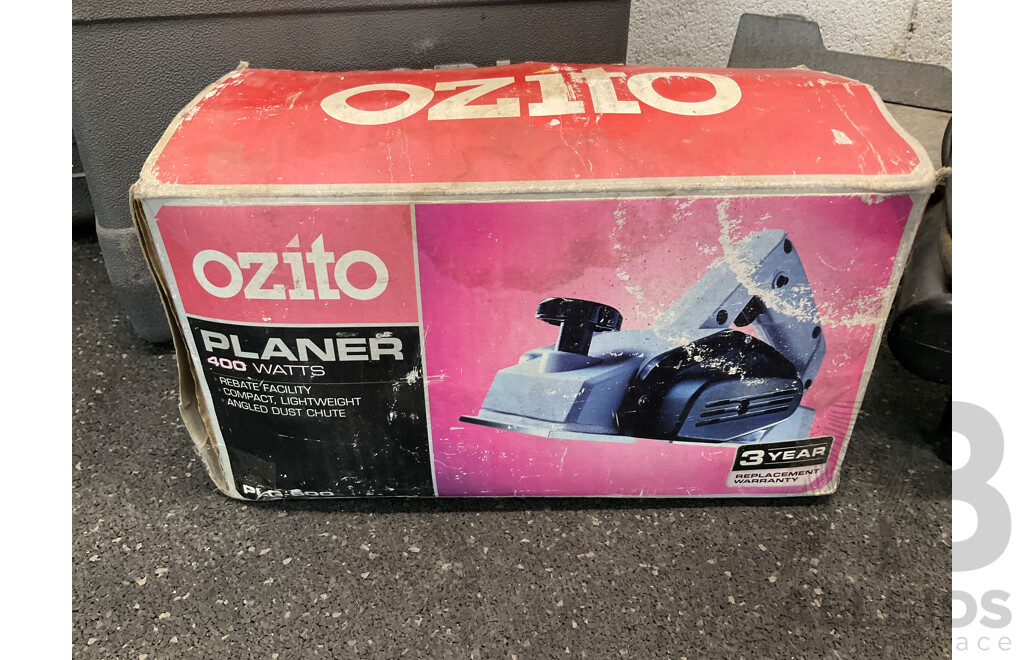 ozito
ozito
PLANER
400 WATTS
REBATE FACILITY
COMPACT, LIGHTWEIGHT
ANGLED DUST CHUTE
3 YEAR
REPLACEMENT
WARRANTY